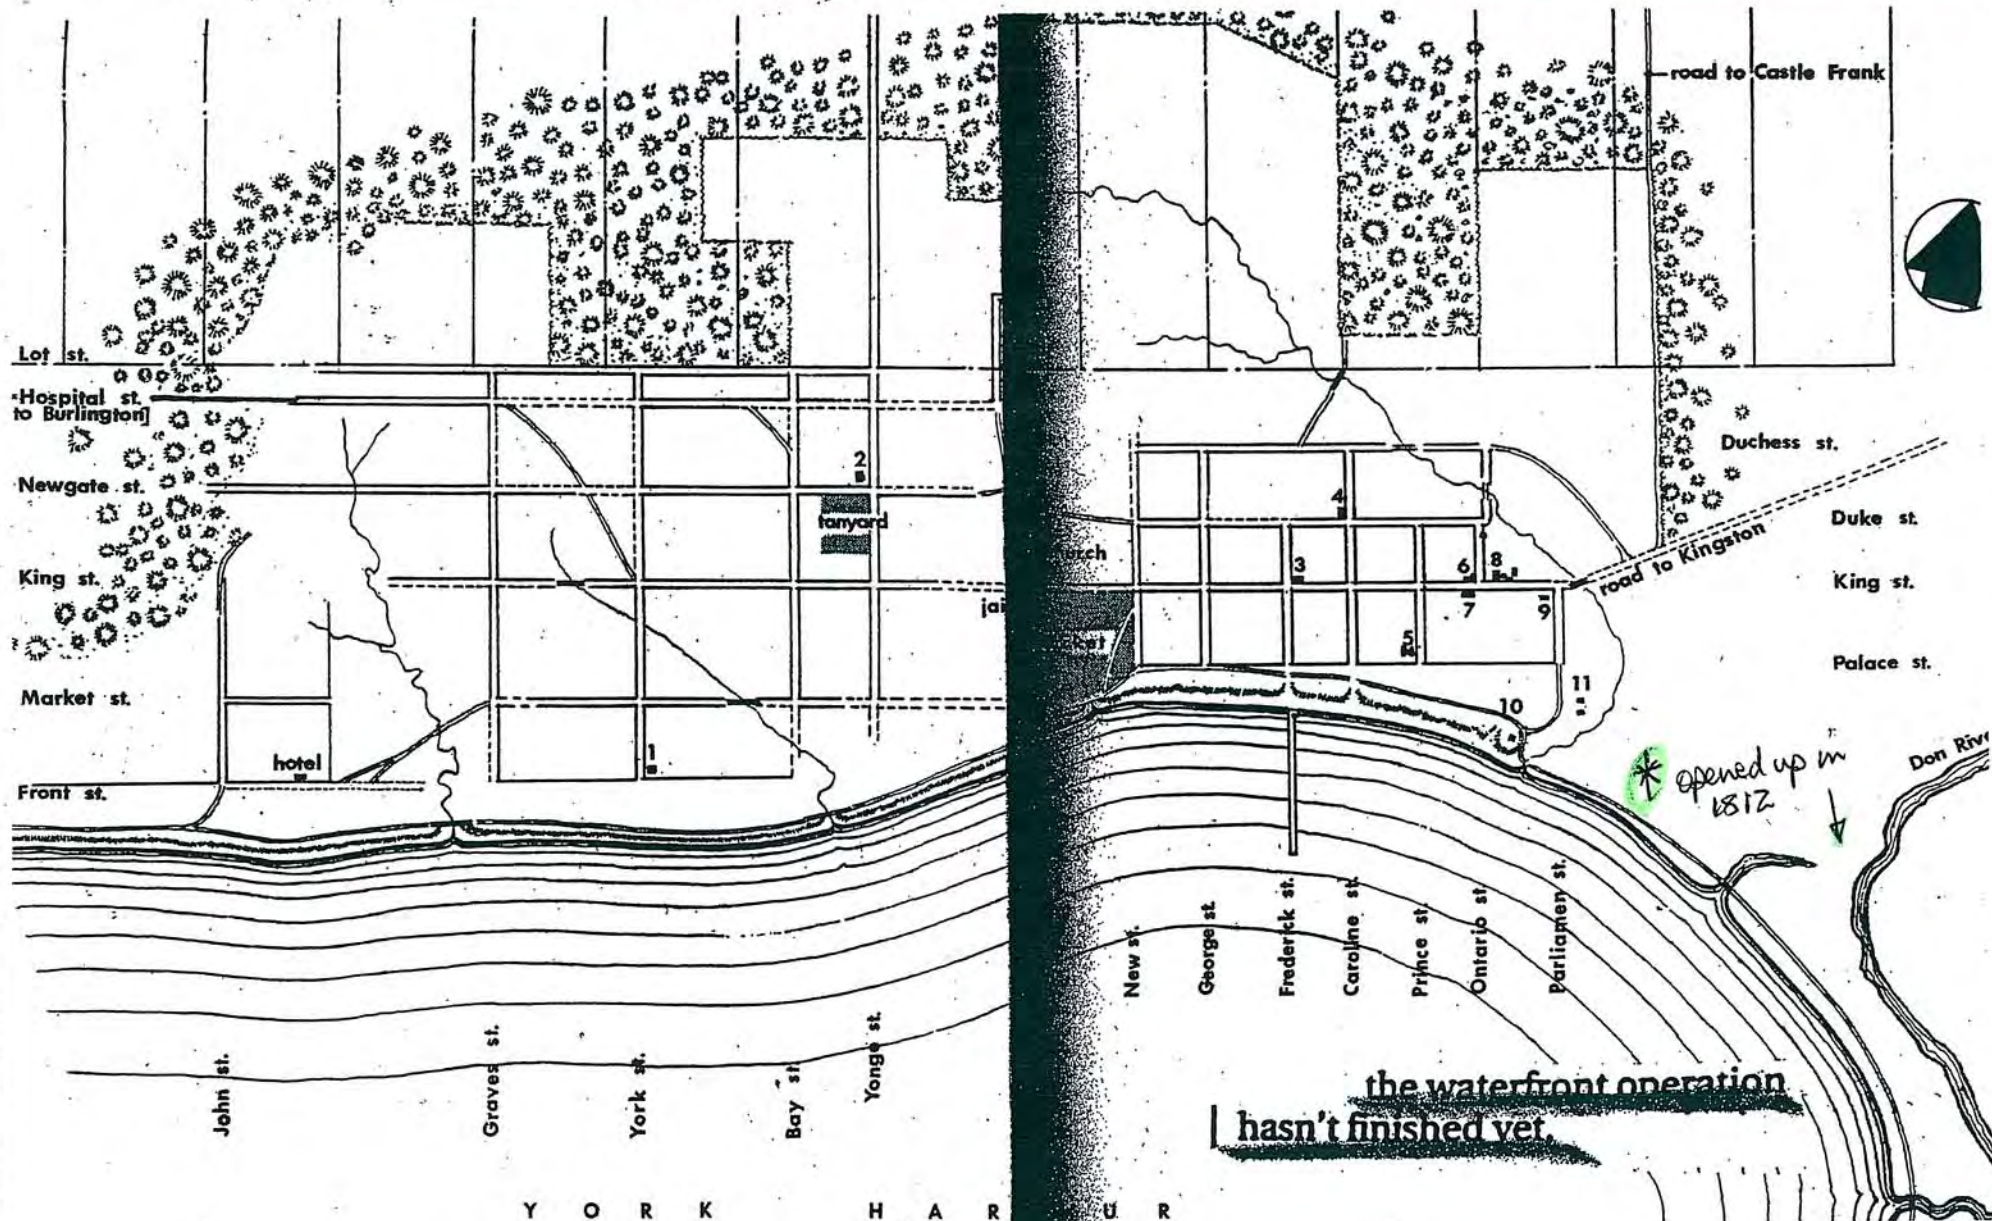 road to Castle Frank
Lot st.
Hospital st.
to Burlington]
Duchess st.
Newgate st.
2
tanyard
4
Duke st.
road to Kingston
King st.
3
6
8
7
9
King st.
5
Palace st.
Market st.
11
10
hotel
1
Front st.
* opened up in
1812
Don
New st.
George st.
Frederick st.
Caroline st.
Prince st.
Ontario st.
Parliamen st.
John st.
Graves st.
York st.
Bay st.
Yonge st.
the waterfront operation
hasn't finished yet.
YORK HAR UR